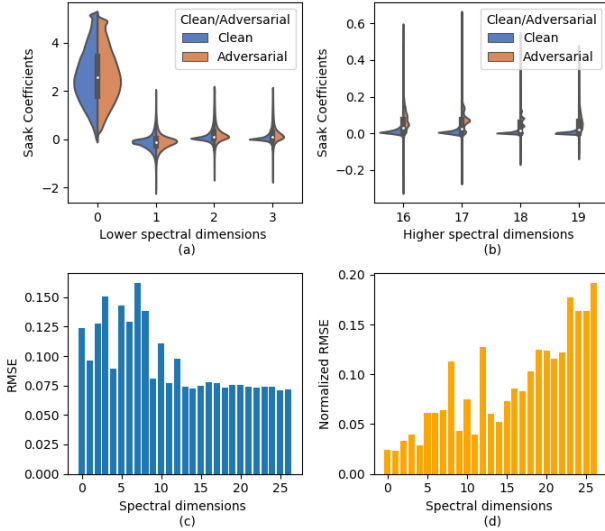 Clean/Adversarial
Clean
Adversarial
Saak Coefficients
4
2
0
−2
0 1 2 3
Lower spectral dimensions
(a)
Clean/Adversarial
Clean
Adversarial
Saak Coefficients
0.6
0.4
0.2
0.0
−0.2
16 17 18 19
Higher spectral dimensions
(b)
RMSE
0.150
0.125
0.100
0.075
0.050
0.025
0.000
0 5 10 15 20 25
Spectral dimensions
(c)
Normalized RMSE
0.20
0.15
0.10
0.05
0.00
0 5 10 15 20 25
Spectral dimensions
(d)